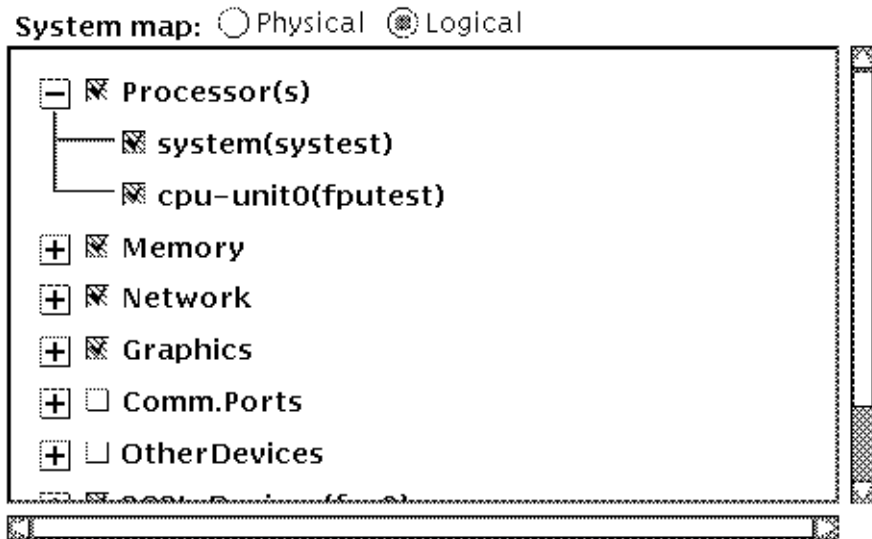 System map: Physical Logical
Processor(s)
system(systest)
cpu-unit0(fputest)
Memory
Network
Graphics
Comm.Ports
OtherDevices